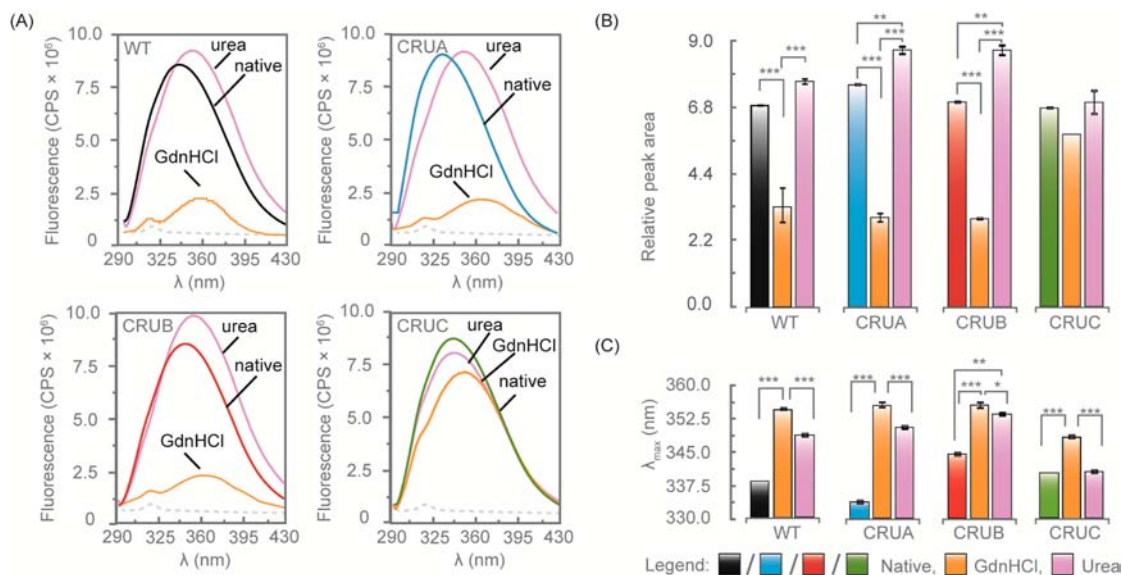 (A)
WT
urea
native
GdnHCl
Fluorescence (CPS × 10⁶)
10.0
7.5
5.0
2.5
0
290 325 360 395 430
λ (nm)
CRUA
urea
native
GdnHCl
Fluorescence (CPS × 10⁶)
10.0
7.5
5.0
2.5
0
290 325 360 395 430
λ (nm)
CRUB
urea
native
GdnHCl
Fluorescence (CPS × 10⁶)
10.0
7.5
5.0
2.5
0
290 325 360 395 430
λ (nm)
CRUC
urea
GdnHCl
native
Fluorescence (CPS × 10⁶)
10.0
7.5
5.0
2.5
0
290 325 360 395 430
λ (nm)
(B)
Relative peak area
9.0
6.8
4.4
2.2
0.0
*** ***
** *** ***
** *** ***
WT CRUA CRUB CRUC
(C)
λmax (nm)
360.0
352.5
345.0
337.5
330.0
*** ***
*** ***
** *** *
*** ***
WT CRUA CRUB CRUC
Legend: / / / Native, GdnHCl, Urea